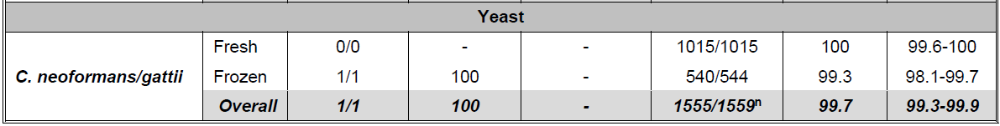 Yeast
Fresh 0/0 - - 1015/1015 100 99.6-100
C. neoformans/gattii Frozen 1/1 100 - 540/544 99.3 98.1-99.7
Overall 1/1 100 - 1555/1559ⁿ 99.7 99.3-99.9